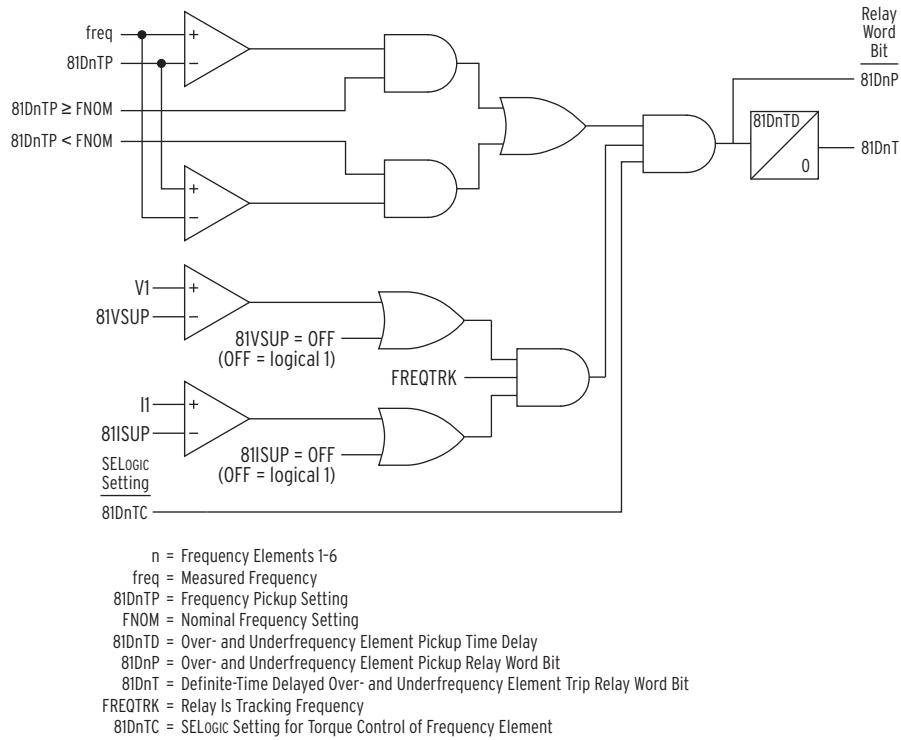 Relay
Word
Bit
freq
+
81DnTP
−
81DnP
81DnTP ≥ FNOM
81DnTD
0
81DnT
81DnTP < FNOM
+
−
V1
+
81VSUP
−
81VSUP = OFF
(OFF = logical 1)
FREQTRK
I1
+
81ISUP
−
81ISUP = OFF
(OFF = logical 1)
SELOGIC
Setting
81DnTC
n = Frequency Elements 1-6
freq = Measured Frequency
81DnTP = Frequency Pickup Setting
FNOM = Nominal Frequency Setting
81DnTD = Over- and Underfrequency Element Pickup Time Delay
81DnP = Over- and Underfrequency Element Pickup Relay Word Bit
81DnT = Definite-Time Delayed Over- and Underfrequency Element Trip Relay Word Bit
FREQTRK = Relay Is Tracking Frequency
81DnTC = SELOGIC Setting for Torque Control of Frequency Element